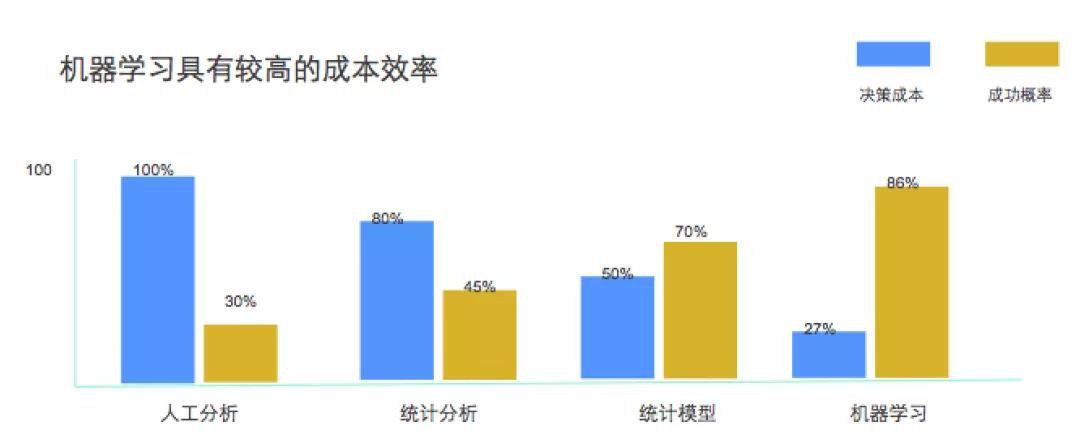 机器学习具有较高的成本效率
决策成本 成功概率
100
100% 30% 80% 45% 50% 70% 27% 86%
人工分析 统计分析 统计模型 机器学习